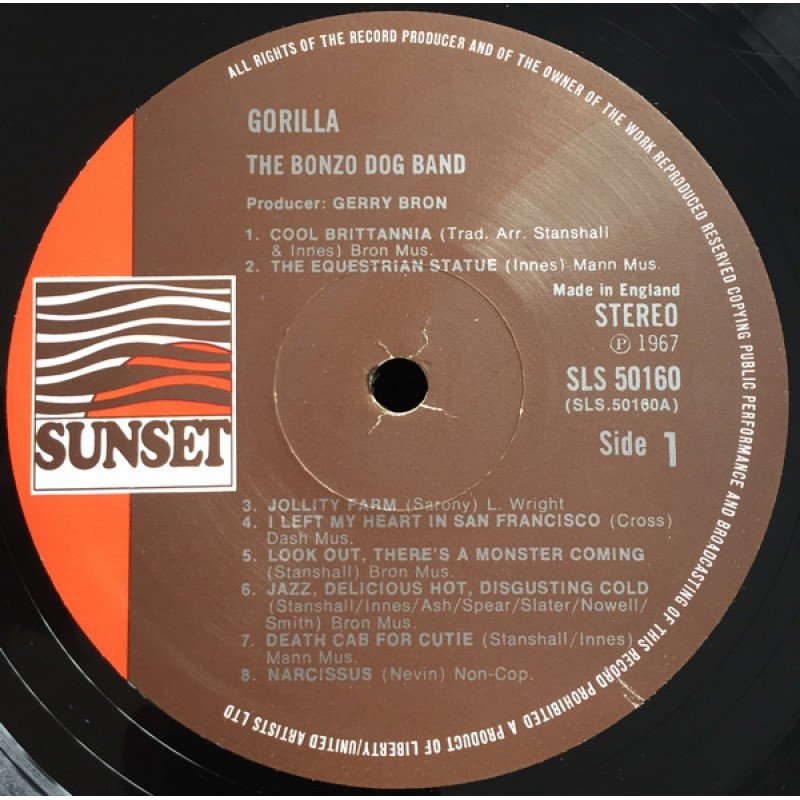 ALL RIGHTS OF THE RECORD PRODUCER AND OF THE OWNER OF THE WORK REPRODUCED RESERVED COPYING PUBLIC PERFORMANCE AND BROADCASTING OF THIS RECORD PROHIBITED A PRODUCT OF LIBERTY/UNITED ARTISTS LTD
GORILLA
THE BONZO DOG BAND
Producer: GERRY BRON
1. COOL BRITTANNIA (Trad. Arr. Stanshall
& Innes) Bron Mus.
2. THE EQUESTRIAN STATUE (Innes) Mann Mus.
Made in England
STEREO
Ⓟ 1967
SLS 50160
(SLS.50160A)
Side 1
SUNSET
3. JOLLITY FARM (Sarony) L. Wright
4. I LEFT MY HEART IN SAN FRANCISCO (Cross)
Dash Mus.
5. LOOK OUT, THERE'S A MONSTER COMING
(Stanshall) Bron Mus.
6. JAZZ, DELICIOUS HOT, DISGUSTING COLD
(Stanshall/Innes/Ash/Spear/Slater/Nowell/
Smith) Bron Mus.
7. DEATH CAB FOR CUTIE (Stanshall/Innes)
Mann Mus.
8. NARCISSUS (Nevin) Non-Cop.